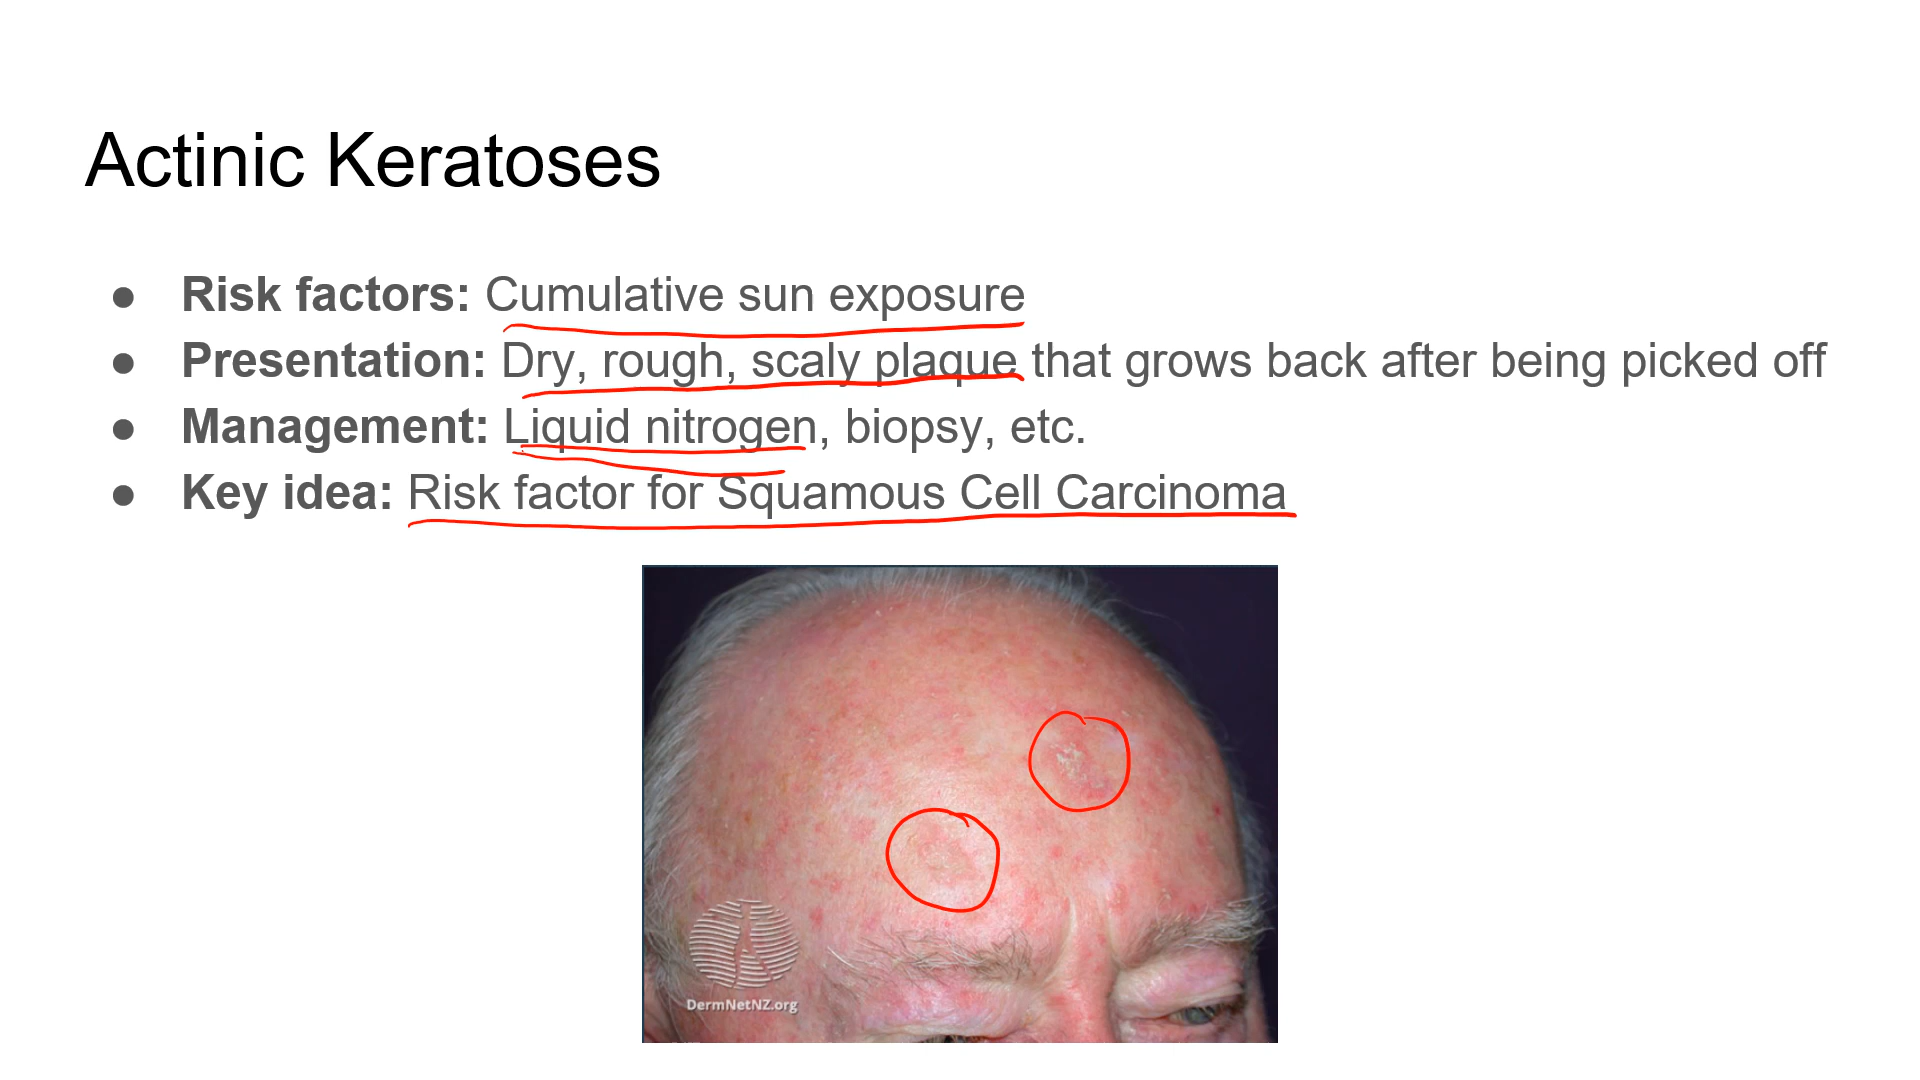 Actinic Keratoses
● Risk factors: Cumulative sun exposure
● Presentation: Dry, rough, scaly plaque that grows back after being picked off
● Management: Liquid nitrogen, biopsy, etc.
● Key idea: Risk factor for Squamous Cell Carcinoma
DermNetNZ.org